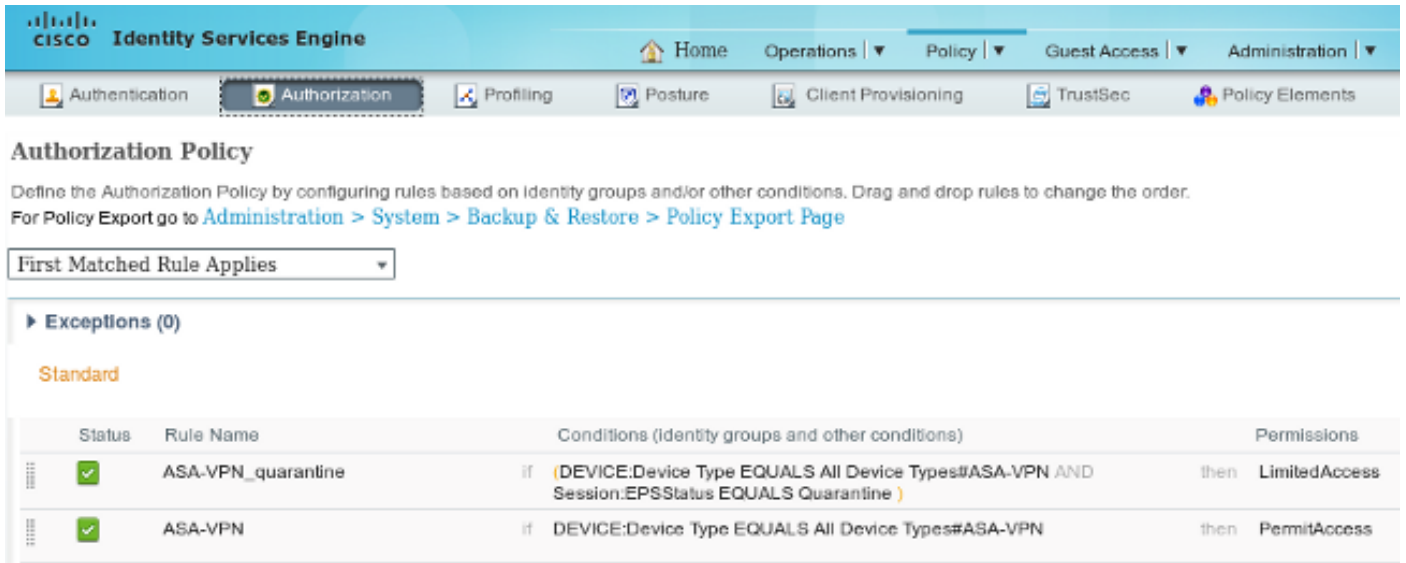 CISCO Identity Services Engine
Home Operations Policy Guest Access Administration
Authentication Authorization Profiling Posture Client Provisioning TrustSec Policy Elements
Authorization Policy
Define the Authorization Policy by configuring rules based on identity groups and/or other conditions. Drag and drop rules to change the order.
For Policy Export go to Administration > System > Backup & Restore > Policy Export Page
First Matched Rule Applies
Exceptions (0)
Standard
Status Rule Name Conditions (identity groups and other conditions) Permissions
ASA-VPN_quarantine if (DEVICE:Device Type EQUALS All Device Types#ASA-VPN AND then LimitedAccess
Session:EPSStatus EQUALS Quarantine )
ASA-VPN if DEVICE:Device Type EQUALS All Device Types#ASA-VPN then PermitAccess